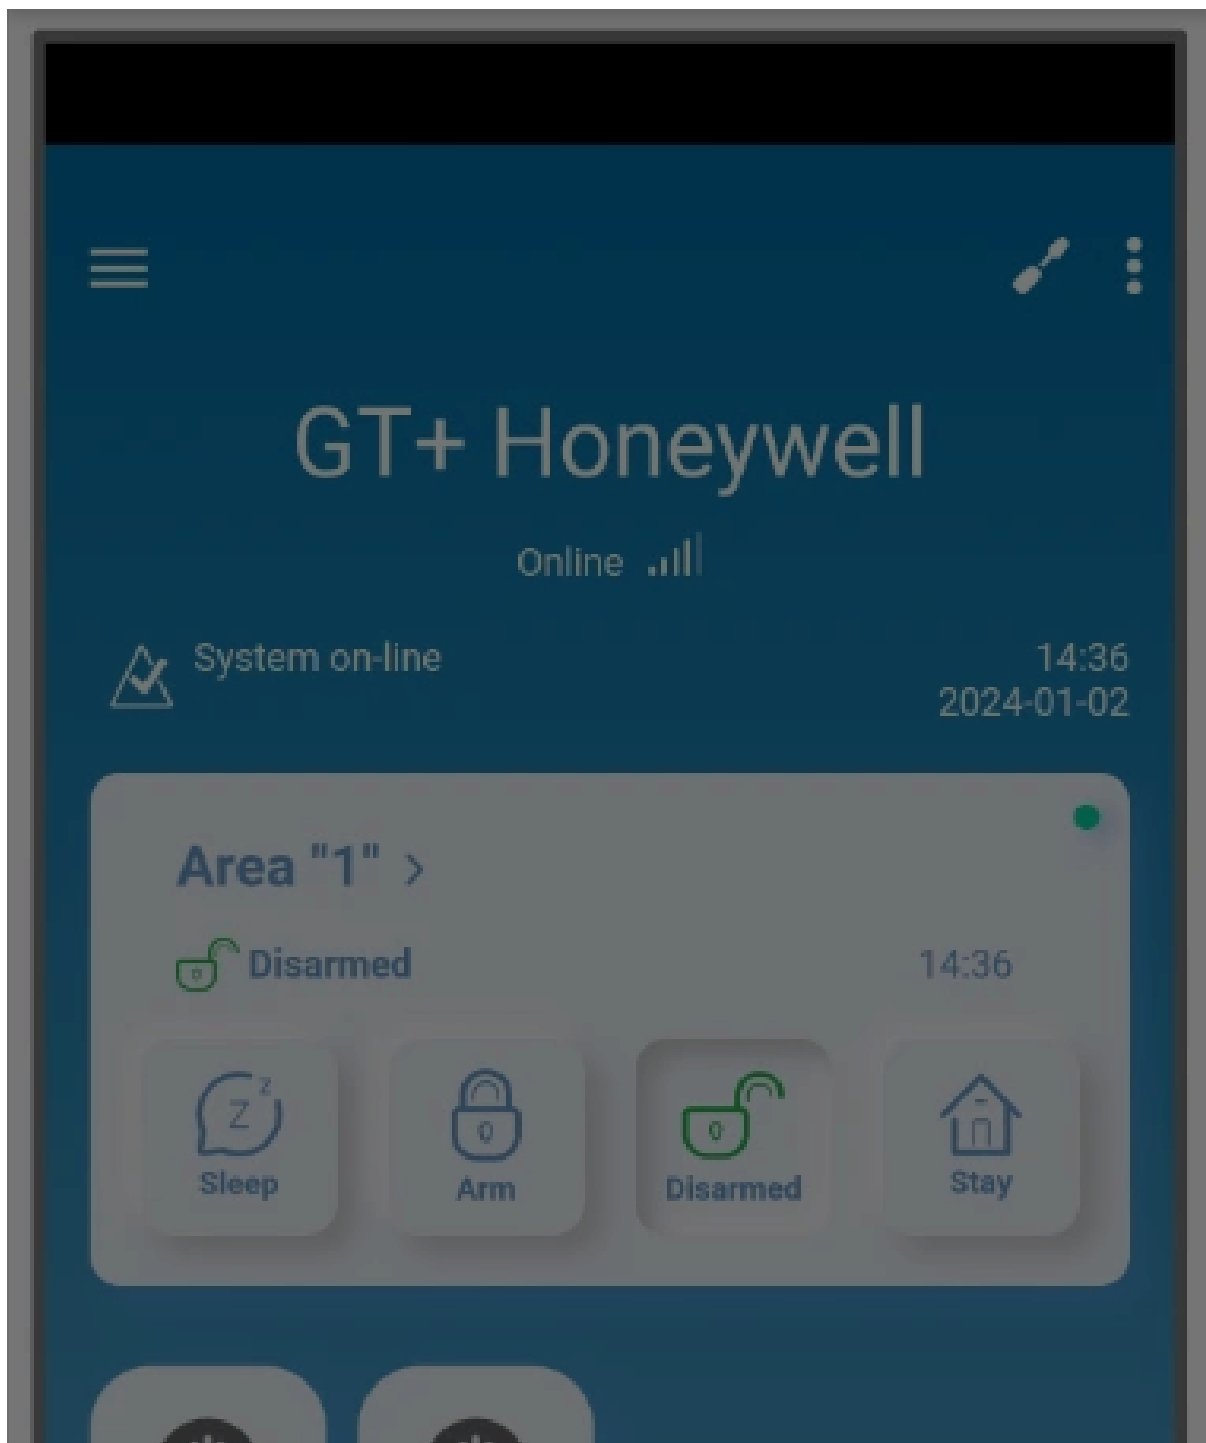 GT+ Honeywell
Online
System on-line
14:36
2024-01-02
Area "1" >
Disarmed
14:36
Sleep
Arm
Disarmed
Stay